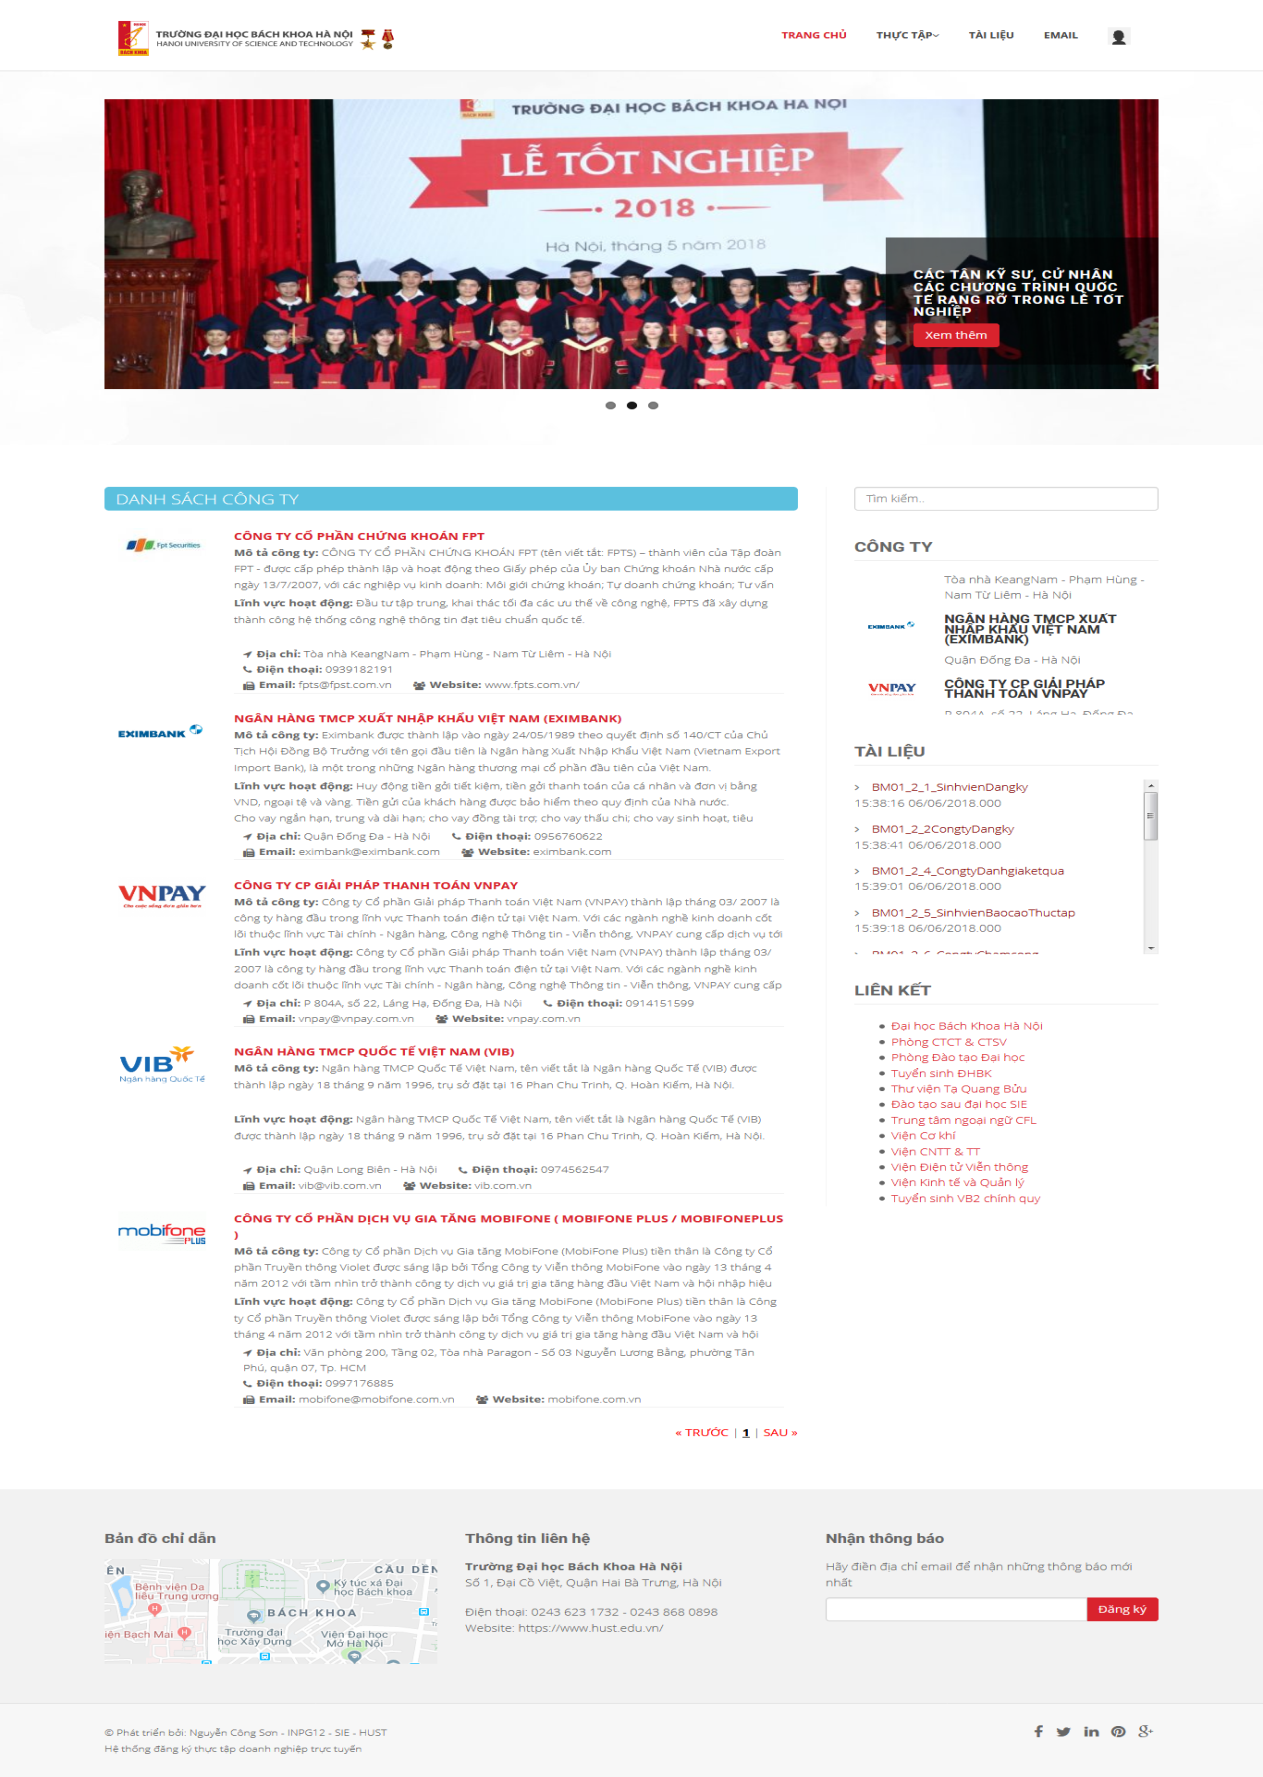 TRƯỜNG ĐẠI HỌC BÁCH KHOA HÀ NỘI
HANOI UNIVERSITY OF SCIENCE AND TECHNOLOGY
BÁCH KHOA
TRANG CHỦ
THỰC TẬP
TÀI LIỆU
EMAIL
TRƯỜNG ĐẠI HỌC BÁCH KHOA HÀ NỘI
LỄ TỐT NGHIỆP
2018
Hà Nội, tháng 5 năm 2018
CÁC TÂN KỸ SƯ, CỬ NHÂN
CÁC CHƯƠNG TRÌNH QUỐC
TẾ RẠNG RỠ TRONG LỄ TỐT
NGHIỆP
Xem thêm
DANH SÁCH CÔNG TY
Fpt Securities
CÔNG TY CỔ PHẦN CHỨNG KHOÁN FPT
Mô tả công ty: CÔNG TY CỔ PHẦN CHỨNG KHOÁN FPT (tên viết tắt: FPTS) – thành viên của Tập đoàn
FPT - được cấp phép thành lập và hoạt động theo Giấy phép của Ủy ban Chứng khoán Nhà nước cấp
ngày 13/7/2007, với các nghiệp vụ kinh doanh: Môi giới chứng khoán; Tự doanh chứng khoán; Tư vấn
Lĩnh vực hoạt động: Đầu tư tập trung, khai thác tối đa các ưu thế về công nghệ, FPTS đã xây dựng
thành công hệ thống công nghệ thông tin đạt tiêu chuẩn quốc tế.
Địa chỉ: Tòa nhà KeangNam - Phạm Hùng - Nam Từ Liêm - Hà Nội
Điện thoại: 0939182191
Email: fpts@fpst.com.vn Website: www.fpts.com.vn/
EXIMBANK
NGÂN HÀNG TMCP XUẤT NHẬP KHẨU VIỆT NAM (EXIMBANK)
Mô tả công ty: Eximbank được thành lập vào ngày 24/05/1989 theo quyết định số 140/CT của Chủ
Tịch Hội Đồng Bộ Trưởng với tên gọi đầu tiên là Ngân hàng Xuất Nhập Khẩu Việt Nam (Vietnam Export
Import Bank), là một trong những Ngân hàng thương mại cổ phần đầu tiên của Việt Nam.
Lĩnh vực hoạt động: Huy động tiền gởi tiết kiệm, tiền gởi thanh toán của cá nhân và đơn vị bằng
VND, ngoại tệ và vàng. Tiền gửi của khách hàng được bảo hiểm theo quy định của Nhà nước.
Cho vay ngắn hạn, trung và dài hạn; cho vay đồng tài trợ; cho vay thấu chi; cho vay sinh hoạt, tiêu
Địa chỉ: Quận Đống Đa - Hà Nội Điện thoại: 0956760622
Email: eximbank@eximbank.com Website: eximbank.com
VNPAY
Cho cuộc sống đơn giản hơn
CÔNG TY CP GIẢI PHÁP THANH TOÁN VNPAY
Mô tả công ty: Công ty Cổ phần Giải pháp Thanh toán Việt Nam (VNPAY) thành lập tháng 03/ 2007 là
công ty hàng đầu trong lĩnh vực Thanh toán điện tử tại Việt Nam. Với các ngành nghề kinh doanh cốt
lõi thuộc lĩnh vực Tài chính - Ngân hàng, Công nghệ Thông tin - Viễn thông, VNPAY cung cấp dịch vụ tới
Lĩnh vực hoạt động: Công ty Cổ phần Giải pháp Thanh toán Việt Nam (VNPAY) thành lập tháng 03/
2007 là công ty hàng đầu trong lĩnh vực Thanh toán điện tử tại Việt Nam. Với các ngành nghề kinh
doanh cốt lõi thuộc lĩnh vực Tài chính - Ngân hàng, Công nghệ Thông tin - Viễn thông, VNPAY cung cấp
Địa chỉ: P 804A, số 22, Láng Hạ, Đống Đa, Hà Nội Điện thoại: 0914151599
Email: vnpay@vnpay.com.vn Website: vnpay.com.vn
VIB
Ngân hàng Quốc Tế
NGÂN HÀNG TMCP QUỐC TẾ VIỆT NAM (VIB)
Mô tả công ty: Ngân hàng TMCP Quốc Tế Việt Nam, tên viết tắt là Ngân hàng Quốc Tế (VIB) được
thành lập ngày 18 tháng 9 năm 1996, trụ sở đặt tại 16 Phan Chu Trinh, Q. Hoàn Kiếm, Hà Nội.
Lĩnh vực hoạt động: Ngân hàng TMCP Quốc Tế Việt Nam, tên viết tắt là Ngân hàng Quốc Tế (VIB)
được thành lập ngày 18 tháng 9 năm 1996, trụ sở đặt tại 16 Phan Chu Trinh, Q. Hoàn Kiếm, Hà Nội.
Địa chỉ: Quận Long Biên - Hà Nội Điện thoại: 0974562547
Email: vib@vib.com.vn Website: vib.com.vn
mobifone
PLUS
CÔNG TY CỔ PHẦN DỊCH VỤ GIA TĂNG MOBIFONE ( MOBIFONE PLUS / MOBIFONEPLUS
)
Mô tả công ty: Công ty Cổ phần Dịch vụ Gia tăng MobiFone (MobiFone Plus) tiền thân là Công ty Cổ
phần Truyền thông Violet được sáng lập bởi Tổng Công ty Viễn thông MobiFone vào ngày 13 tháng 4
năm 2012 với tầm nhìn trở thành công ty dịch vụ giá trị gia tăng hàng đầu Việt Nam và hội nhập hiệu
Lĩnh vực hoạt động: Công ty Cổ phần Dịch vụ Gia tăng MobiFone (MobiFone Plus) tiền thân là Công
ty Cổ phần Truyền thông Violet được sáng lập bởi Tổng Công ty Viễn thông MobiFone vào ngày 13
tháng 4 năm 2012 với tầm nhìn trở thành công ty dịch vụ giá trị gia tăng hàng đầu Việt Nam và hội
Địa chỉ: Văn phòng 200, Tầng 02, Tòa nhà Paragon - Số 03 Nguyễn Lương Bằng, phường Tân
Phú, quận 07, Tp. HCM
Điện thoại: 0997176885
Email: mobifone@mobifone.com.vn Website: mobifone.com.vn
« TRƯỚC | 1 | SAU »
Tìm kiếm..
CÔNG TY
Tòa nhà KeangNam - Phạm Hùng -
Nam Từ Liêm - Hà Nội
EXIMBANK
NGÂN HÀNG TMCP XUẤT
NHẬP KHẨU VIỆT NAM
(EXIMBANK)
Quận Đống Đa - Hà Nội
VNPAY
CÔNG TY CP GIẢI PHÁP
THANH TOÁN VNPAY
P 804A, số 22, Láng Hạ, Đống Đa
TÀI LIỆU
BM01_2_1_SinhvienDangky
15:38:16 06/06/2018.000
BM01_2_2CongtyDangky
15:38:41 06/06/2018.000
BM01_2_4_CongtyDanhgiaketqua
15:39:01 06/06/2018.000
BM01_2_5_SinhvienBaocaoThuctap
15:39:18 06/06/2018.000
BM01_2_6_CongtyChamcong
LIÊN KẾT
Đại học Bách Khoa Hà Nội
Phòng CTCT & CTSV
Phòng Đào tạo Đại học
Tuyển sinh ĐHBK
Thư viện Tạ Quang Bửu
Đào tạo sau đại học SIE
Trung tâm ngoại ngữ CFL
Viện Cơ khí
Viện CNTT & TT
Viện Điện tử Viễn thông
Viện Kinh tế và Quản lý
Tuyển sinh VB2 chính quy
Bản đồ chỉ dẫn
ÊN
CẦU DỀN
Bệnh viện Da
liễu Trung ương
Ký túc xá Đại
học Bách khoa
BÁCH KHOA
iện Bạch Mai
Trường đại
học Xây Dựng
Viện Đại học
Mở Hà Nội
Thông tin liên hệ
Trường Đại học Bách Khoa Hà Nội
Số 1, Đại Cồ Việt, Quận Hai Bà Trưng, Hà Nội
Điện thoại: 0243 623 1732 - 0243 868 0898
Website: https://www.hust.edu.vn/
Nhận thông báo
Hãy điền địa chỉ email để nhận những thông báo mới
nhất
Đăng ký
© Phát triển bởi: Nguyễn Công Sơn - INPG12 - SIE - HUST
Hệ thống đăng ký thực tập doanh nghiệp trực tuyến